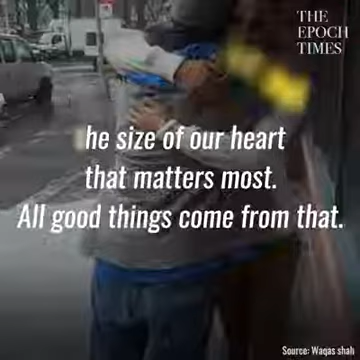 THE
EPOCH
TIMES
he size of our heart
that matters most.
All good things come from that.
Source: Waqas shah